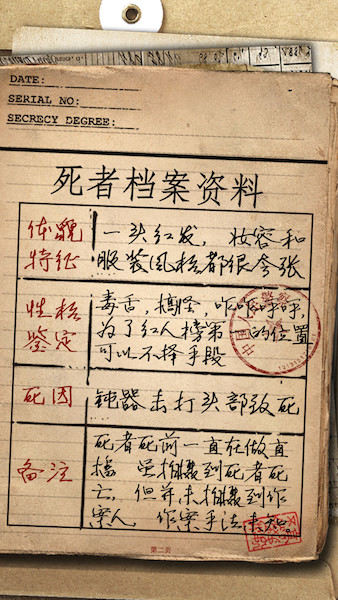 DATE:
SERIAL NO:
SECRECY DEGREE:
死者档案资料
体貌
特征
一头红发，妆容和
服装风格都很夸张
性格
鉴定
毒舌，搞怪，咋咋呼呼，
为了红人榜第 的位置
可以不择手段
死因
钝器击打头部致死
备注
死者死前一直在做直
播 虽拍摄到死者死
亡，但并未拍摄到作
案人 作案手法未知
第二页